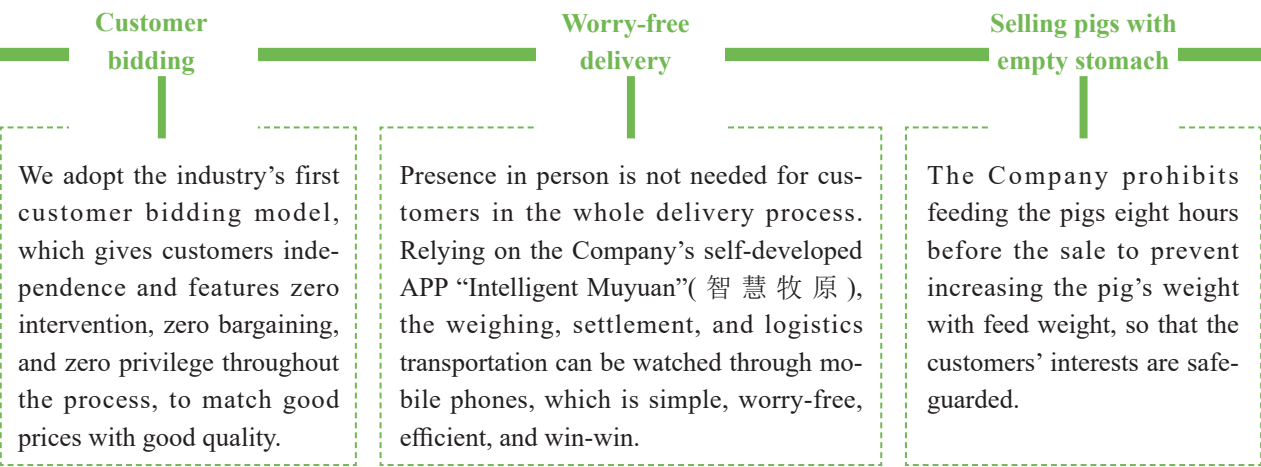 Customer
bidding
We adopt the industry’s first
customer bidding model,
which gives customers inde-
pendence and features zero
intervention, zero bargaining,
and zero privilege throughout
the process, to match good
prices with good quality.
Worry-free
delivery
Presence in person is not needed for cus-
tomers in the whole delivery process.
Relying on the Company’s self-developed
APP “Intelligent Muyuan”( 智 慧 牧 原 ),
the weighing, settlement, and logistics
transportation can be watched through mo-
bile phones, which is simple, worry-free,
efficient, and win-win.
Selling pigs with
empty stomach
The Company prohibits
feeding the pigs eight hours
before the sale to prevent
increasing the pig’s weight
with feed weight, so that the
customers’ interests are safe-
guarded.